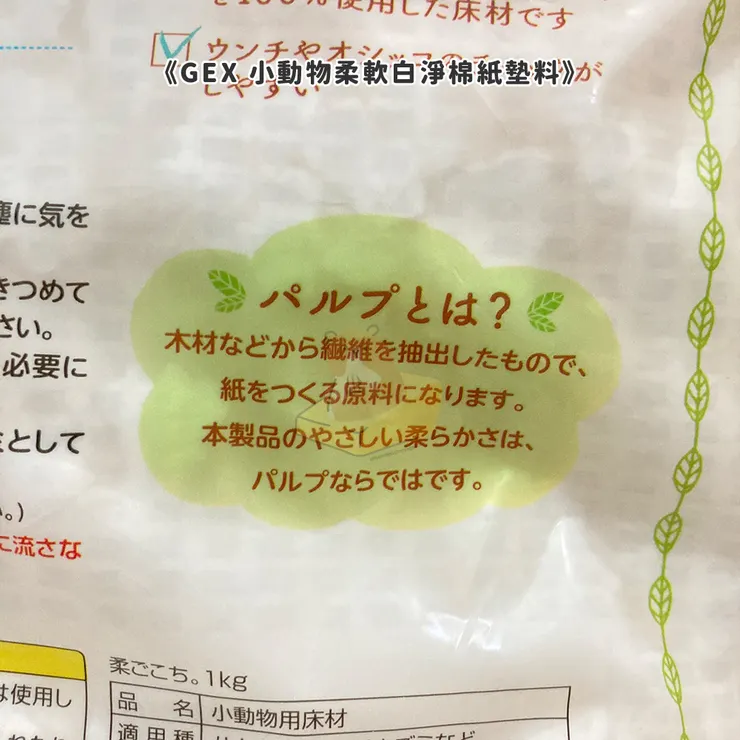 を100%使用した床材です
ウンチやオシッコの
《GEX 小動物柔軟白淨棉紙墊料》
が
しやすい
塵に気を
きつめて
さい。
必要に
として
い。)
に流さな
パルプとは?
木材などから繊維を抽出したもので、
紙をつくる原料になります。
本製品のやさしい柔らかさは、
パルプならではです。
は使用し
柔ごこち。1kg
品 名 小動物用床材
適用種
など